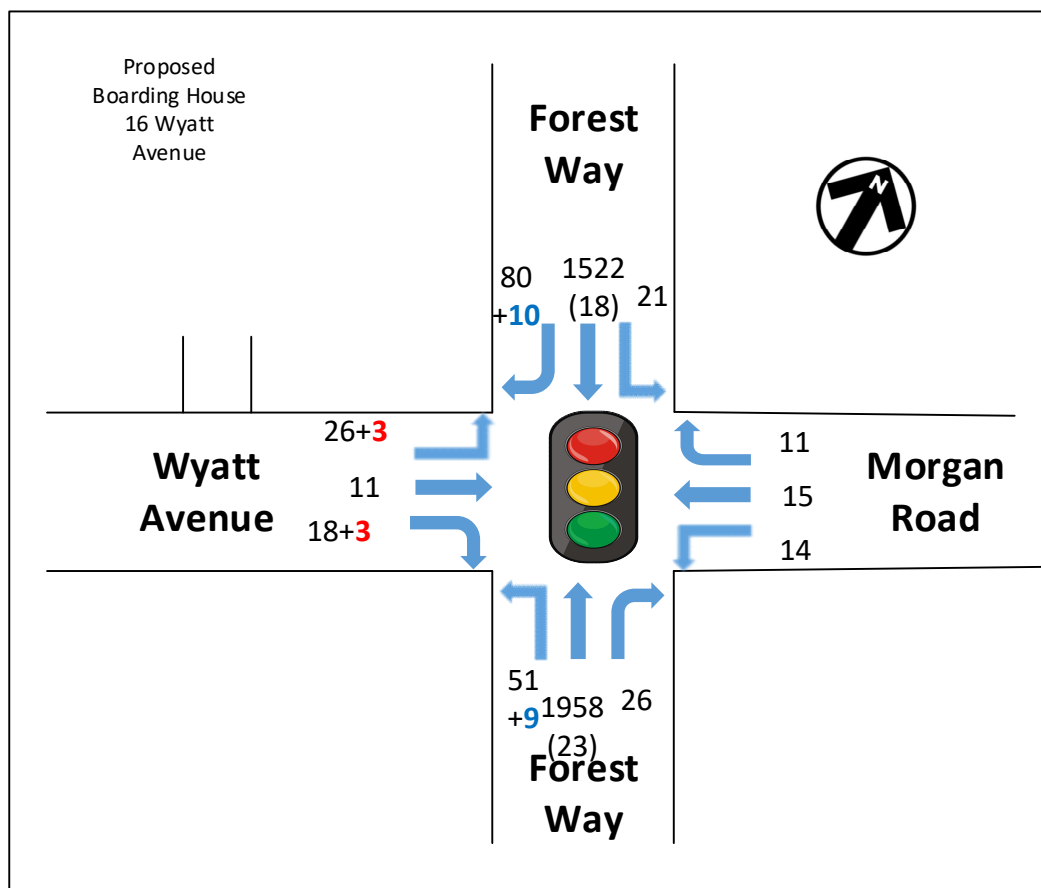 Proposed
Boarding House
16 Wyatt
Avenue
Forest
Way
N
80
+10
1522
(18)
21
26+3
11
18+3
Wyatt
Avenue
11
15
14
Morgan
Road
51
+9
1958
(23)
26
Forest
Way